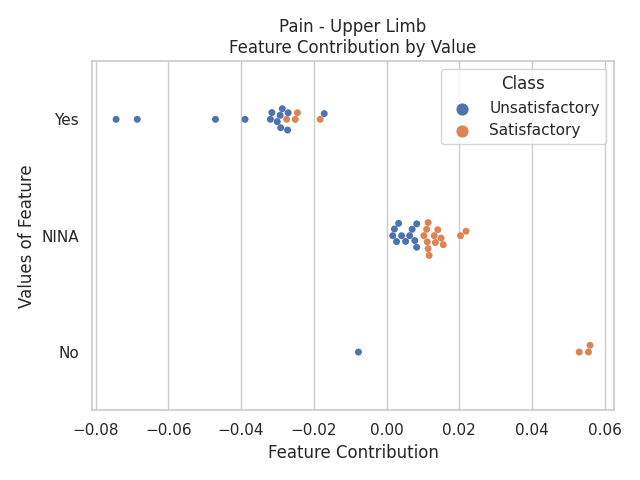 Pain - Upper Limb
Feature Contribution by Value
Class
Unsatisfactory
Satisfactory
Values of Feature
Yes
NINA
No
−0.08 −0.06 −0.04 −0.02 0.00 0.02 0.04 0.06
Feature Contribution